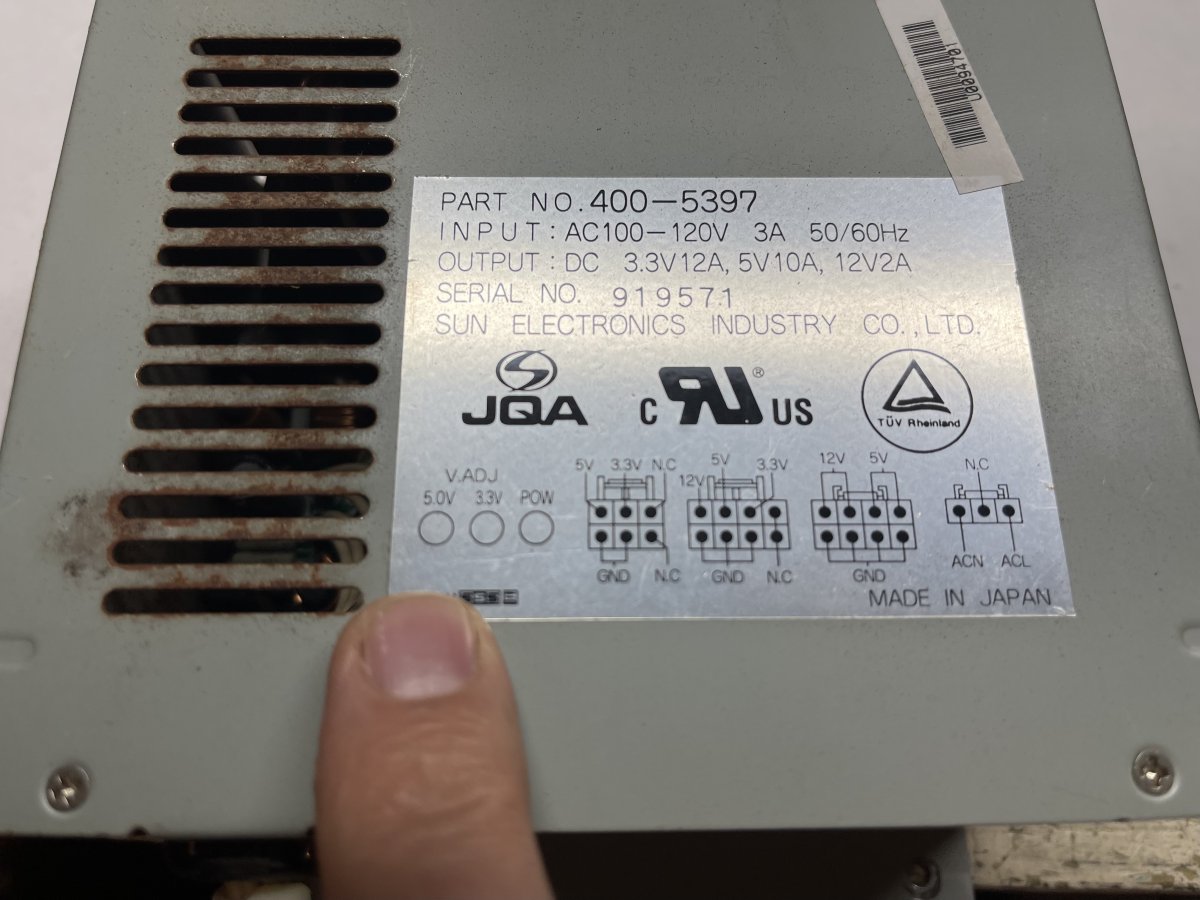 U0094701
PART NO. 400-5397
INPUT: AC100-120V 3A 50/60Hz
OUTPUT: DC 3.3V12A, 5V10A, 12V2A
SERIAL NO. 919571
SUN ELECTRONICS INDUSTRY CO.,LTD.
JQA
C RU® US
TÜV Rheinland
V.ADJ
5.0V 3.3V POW
5V 3.3V N.C
GND N.C
12V 5V 3.3V
GND N.C
12V 5V
GND
N.C
ACN ACL
MADE IN JAPAN